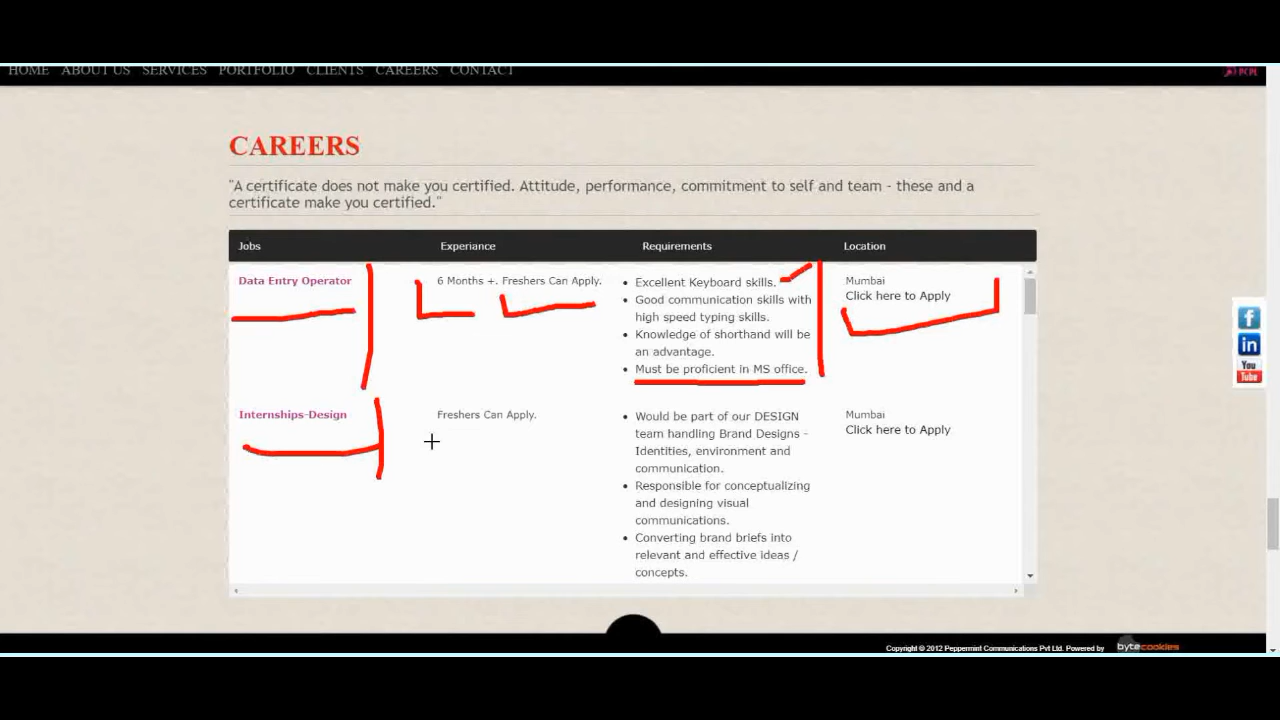 HOME ABOUT US SERVICES PORTFOLIO CLIENTS CAREERS CONTACT
PCPL
CAREERS
"A certificate does not make you certified. Attitude, performance, commitment to self and team - these and a
certificate make you certified."
Jobs Experiance Requirements Location
Data Entry Operator
6 Months +. Freshers Can Apply.
• Excellent Keyboard skills.
• Good communication skills with
high speed typing skills.
• Knowledge of shorthand will be
an advantage.
• Must be proficient in MS office.
Mumbai
Click here to Apply
Internships-Design
Freshers Can Apply.
• Would be part of our DESIGN
team handling Brand Designs -
Identities, environment and
communication.
• Responsible for conceptualizing
and designing visual
communications.
• Converting brand briefs into
relevant and effective ideas /
concepts.
Mumbai
Click here to Apply
f
in
You
Tube
Copyright © 2012 Peppermint Communications Pvt Ltd. Powered by bytecookies